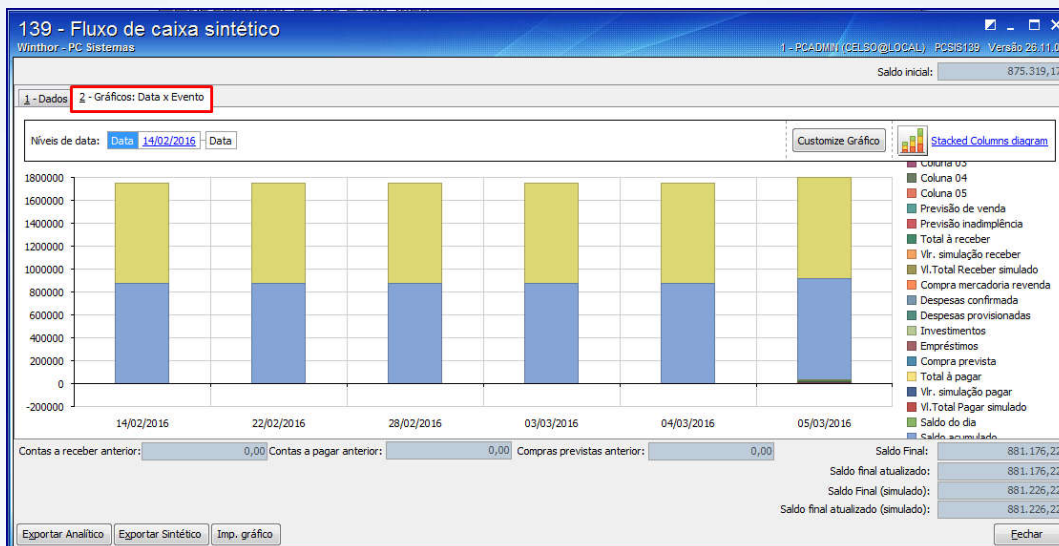 139 - Fluxo de caixa sintético
Winthor - PC Sistemas
1 - PCADMIN (CELSO@LOCAL) PCSIS139 Versão 26.11.0
Saldo inicial: 875.319,17
1 - Dados
2 - Gráficos: Data x Evento
Níveis de data: Data 14/02/2016 Data
Customize Gráfico
Stacked Columns diagram
1800000
1600000
1400000
1200000
1000000
800000
600000
400000
200000
0
-200000
14/02/2016 22/02/2016 28/02/2016 03/03/2016 04/03/2016 05/03/2016
Coluna 03
Coluna 04
Coluna 05
Previsão de venda
Previsão inadimplência
Total à receber
Vlr. simulação receber
Vl.Total Receber simulado
Compra mercadoria revenda
Despesas confirmada
Despesas provisionadas
Investimentos
Empréstimos
Compra prevista
Total à pagar
Vlr. simulação pagar
Vl.Total Pagar simulado
Saldo do dia
Saldo acumulado
Contas a receber anterior: 0,00 Contas a pagar anterior: 0,00 Compras previstas anterior: 0,00 Saldo Final: 881.176,22
Saldo final atualizado: 881.176,22
Saldo Final (simulado): 881.226,22
Saldo final atualizado (simulado): 881.226,22
Exportar Analítico Exportar Sintético Imp. gráfico Fechar